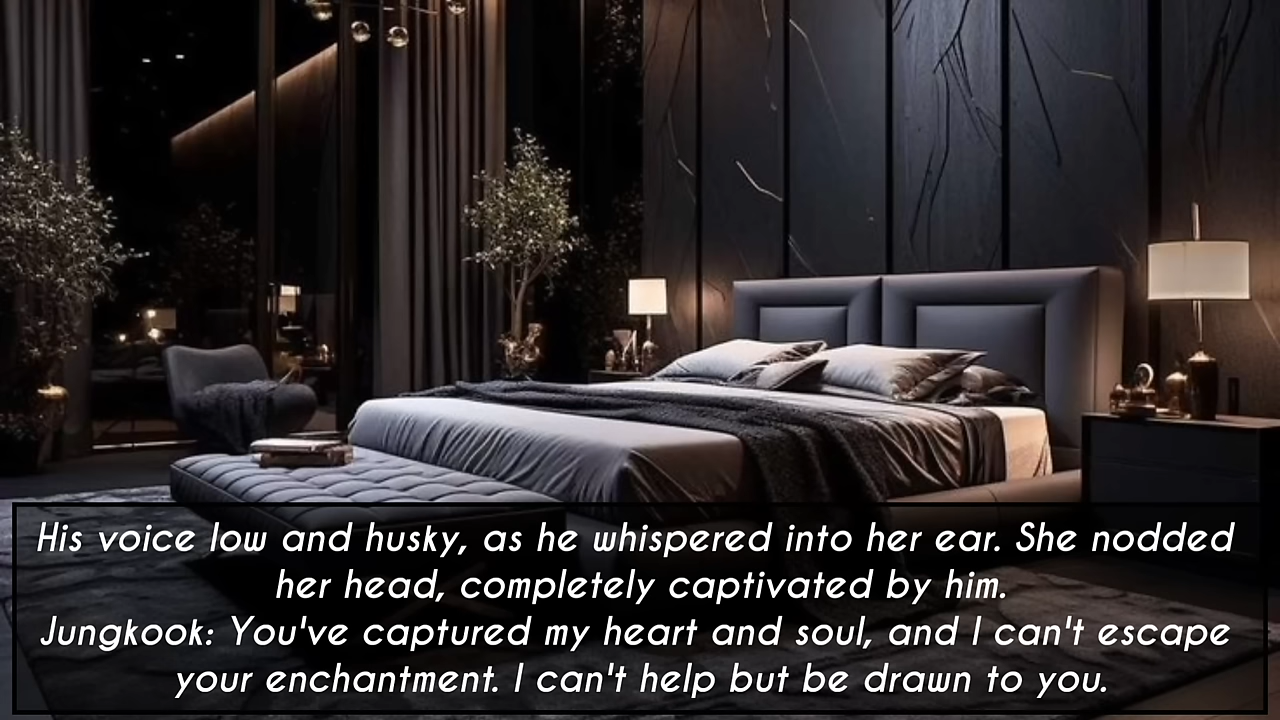 His voice low and husky, as he whispered into her ear. She nodded
her head, completely captivated by him.
Jungkook: You've captured my heart and soul, and I can't escape
your enchantment. I can't help but be drawn to you.